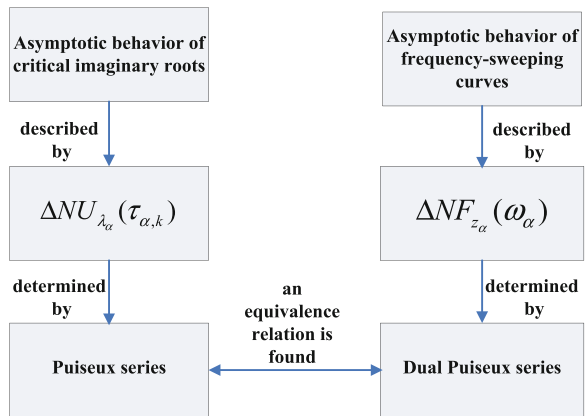 Asymptotic behavior of
critical imaginary roots
Asymptotic behavior of
frequency-sweeping
curves
described
by
described
by
ΔNU_{λ_α}(τ_{α,k})
ΔNF_{z_α}(ω_α)
determined
by
an
equivalence
relation is
found
determined
by
Puiseux series
Dual Puiseux series